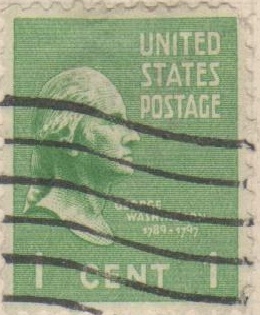 UNITED
STATES
POSTAGE
GEORGE
WASHINGTON
1789-1797
1 CENT 1